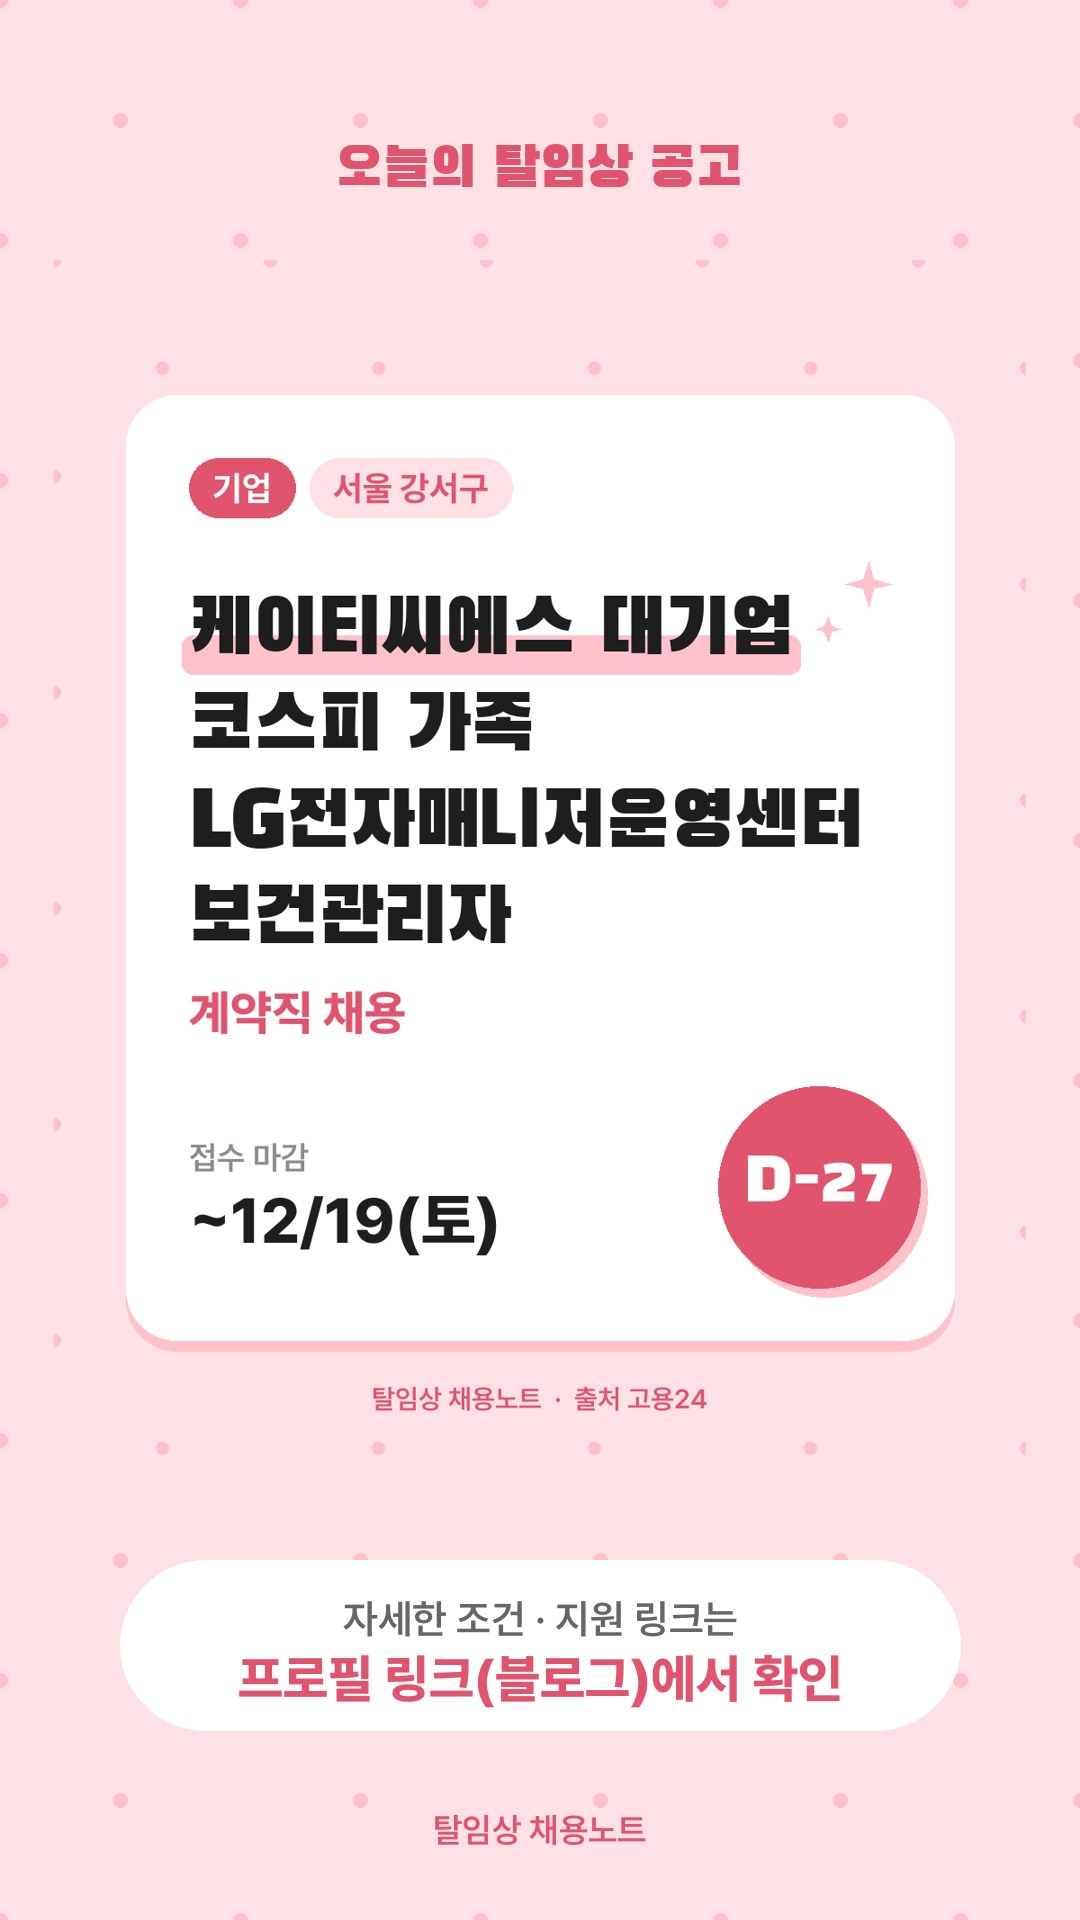 오늘의 탈임상 공고
기업
서울 강서구
케이티씨에스 대기업
코스피 가족
LG전자매니저운영센터
보건관리자
계약직 채용
접수 마감
~12/19(토)
D-27
탈임상 채용노트 · 출처 고용24
자세한 조건 · 지원 링크는
프로필 링크(블로그)에서 확인
탈임상 채용노트